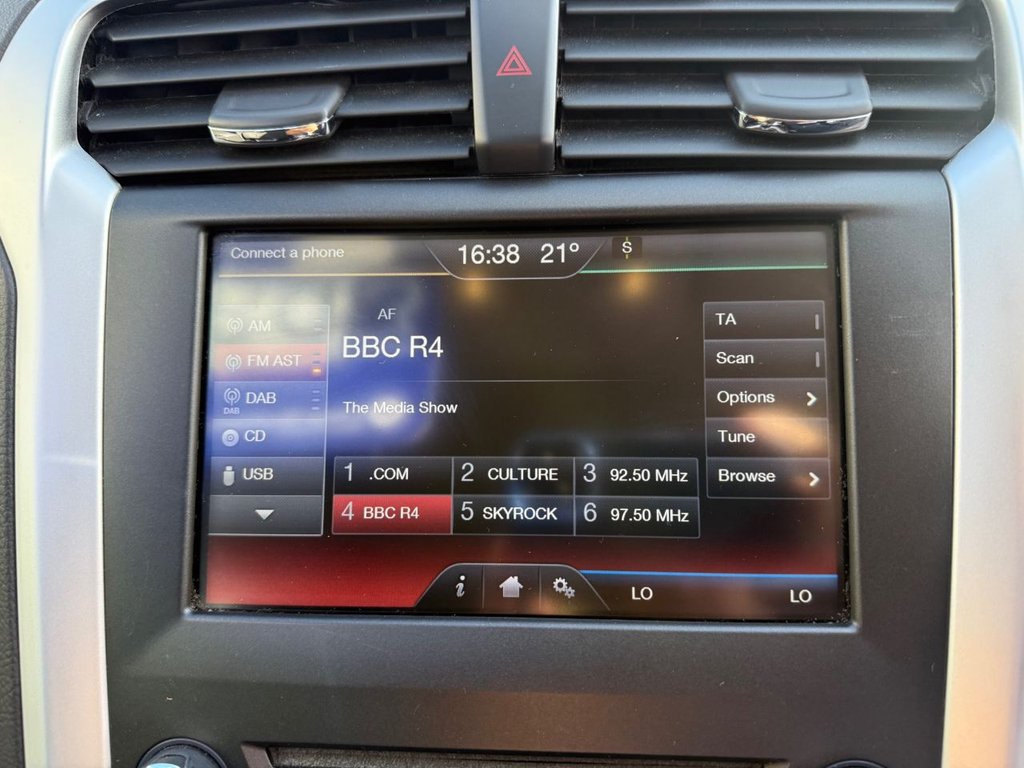 Connect a phone
16:38 21° S
AM
FM AST
DAB
DAB
CD
USB
AF
BBC R4
The Media Show
1 .COM
2 CULTURE
3 92.50 MHz
4 BBC R4
5 SKYROCK
6 97.50 MHz
TA
Scan
Options
Tune
Browse
i
LO
LO